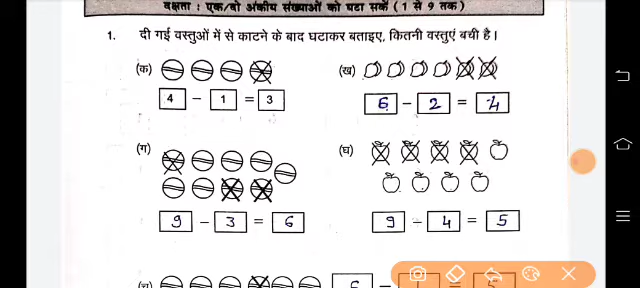 दक्षता : एक/दो अंकीय संख्याओं को घटा सकें ( 1 से 9 तक )
1. दी गई वस्तुओं में से काटने के बाद घटाकर बताइए, कितनी वस्तुएं बची है।
(क) (ख)
4 - 1 = 3 6 - 2 = 4
(ग) (घ)
9 - 3 = 6 9 - 4 = 5
(च)